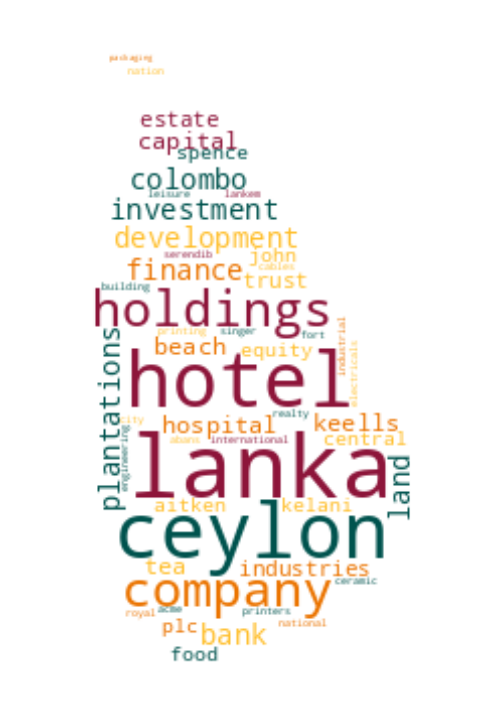 packaging
nation
estate
capital
spence
colombo
leisure lankem
investment
development
serendib john
finance cables
trust
building
holdings
printing singer fort
industrial
beach equity
electricals
plantations
hotel
realty
city hospital keells
abans international central
engineering
lanka
land
aitken kelani
ceylon
tea industries
ceramic
company
royal acme printers
plc national
bank
food